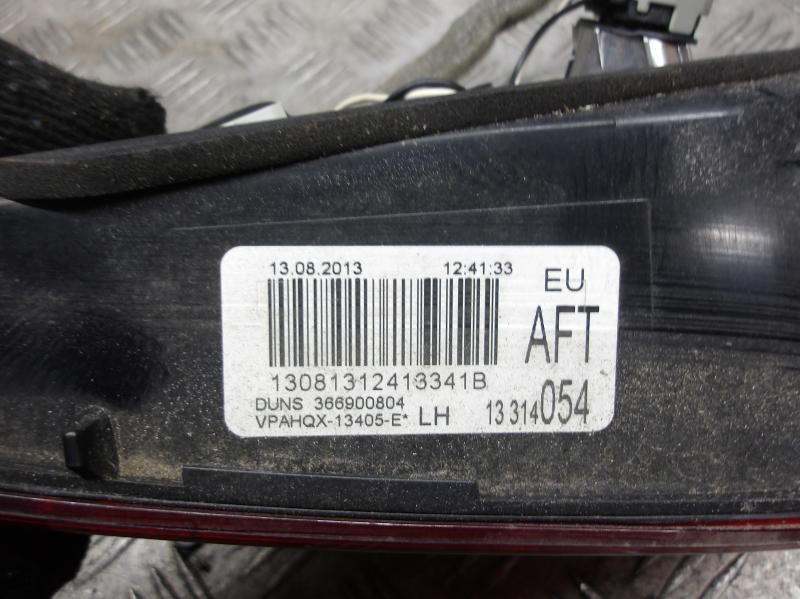 13.08.2013 12:41:33 EU
AFT
13081312413341B
DUNS 366900804
VPAHQX-13405-E* LH 13 314054